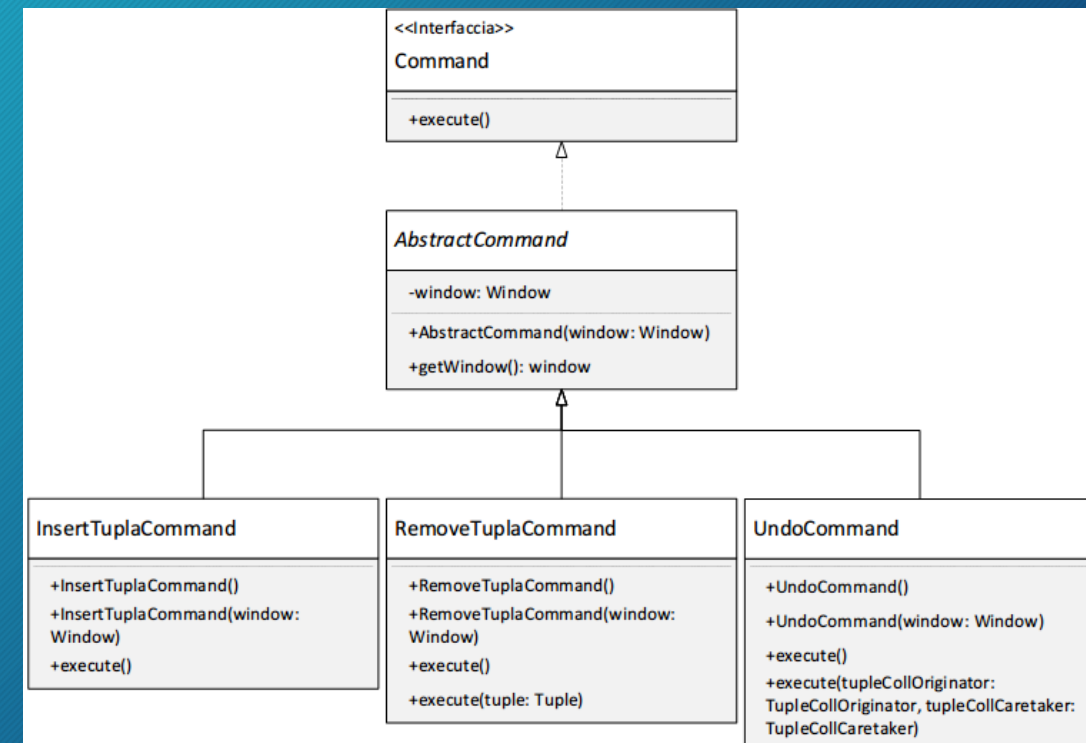 <<Interfaccia>>
Command
+execute()
AbstractCommand
-window: Window
+AbstractCommand(window: Window)
+getWindow(): window
InsertTuplaCommand
+InsertTuplaCommand()
+InsertTuplaCommand(window:
Window)
+execute()
RemoveTuplaCommand
+RemoveTuplaCommand()
+RemoveTuplaCommand(window:
Window)
+execute()
+execute(tuple: Tuple)
UndoCommand
+UndoCommand()
+UndoCommand(window: Window)
+execute()
+execute(tupleCollOriginator:
TupleCollOriginator, tupleCollCaretaker:
TupleCollCaretaker)